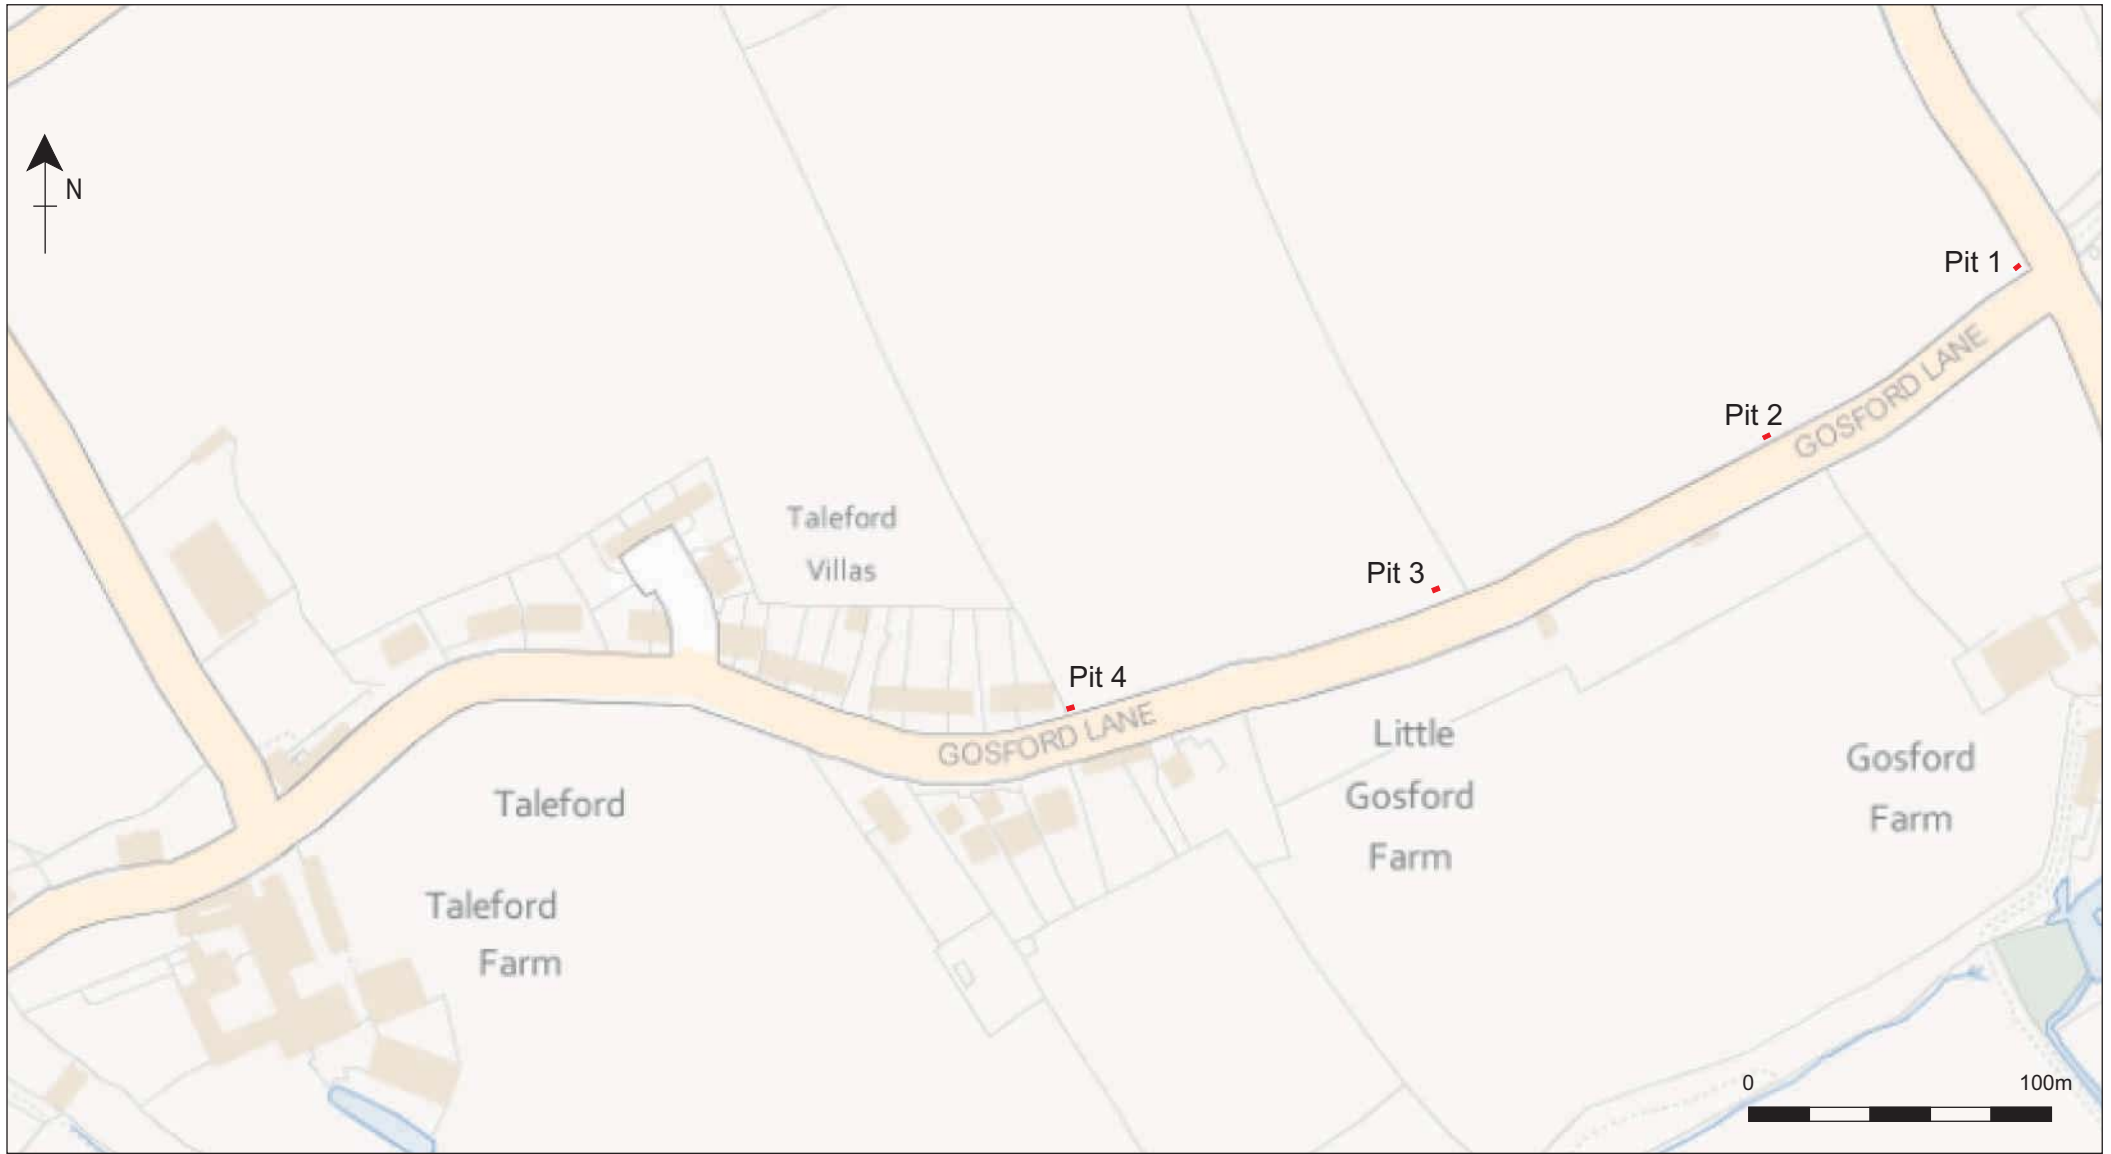 N
Pit 1
GOSFORD LANE
Pit 2
Taleford
Villas
Pit 3
Pit 4
GOSFORD LANE
Little
Gosford
Farm
Gosford
Farm
Taleford
Taleford
Farm
0
100m